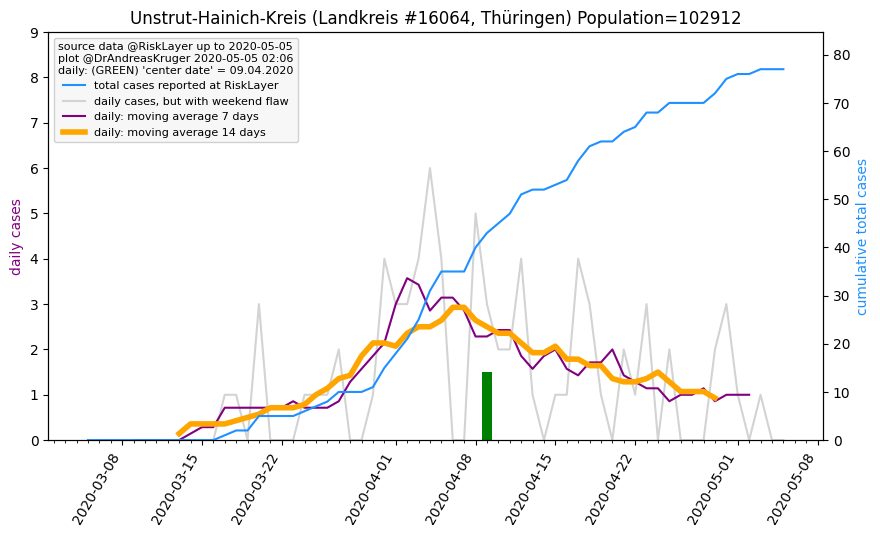 Unstrut-Hainich-Kreis (Landkreis #16064, Thüringen) Population=102912
source data @RiskLayer up to 2020-05-05
plot @DrAndreasKruger 2020-05-05 02:06
daily: (GREEN) 'center date' = 09.04.2020
total cases reported at RiskLayer
daily cases, but with weekend flaw
daily: moving average 7 days
daily: moving average 14 days
daily cases
9
8
7
6
5
4
3
2
1
0
80
70
60
50
40
30
20
10
0
cumulative total cases
2020-03-08
2020-03-15
2020-03-22
2020-04-01
2020-04-08
2020-04-15
2020-04-22
2020-05-01
2020-05-08